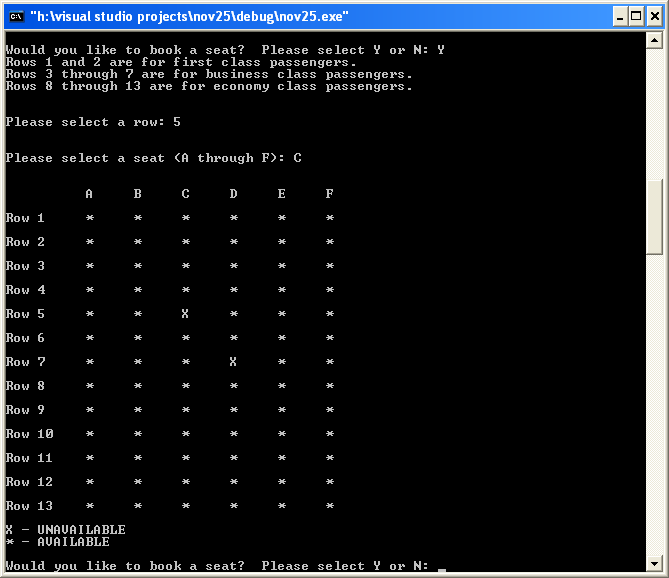 "h:\visual studio projects\nov25\debug\nov25.exe"
Would you like to book a seat?  Please select Y or N: Y
Rows 1 and 2 are for first class passengers.
Rows 3 through 7 are for business class passengers.
Rows 8 through 13 are for economy class passengers.
Please select a row: 5
Please select a seat (A through F): C
A B C D E F
Row 1 * * * * * *
Row 2 * * * * * *
Row 3 * * * * * *
Row 4 * * * * * *
Row 5 * * X * * *
Row 6 * * * * * *
Row 7 * * * X * *
Row 8 * * * * * *
Row 9 * * * * * *
Row 10 * * * * * *
Row 11 * * * * * *
Row 12 * * * * * *
Row 13 * * * * * *
X - UNAVAILABLE
* - AVAILABLE
Would you like to book a seat?  Please select Y or N: _